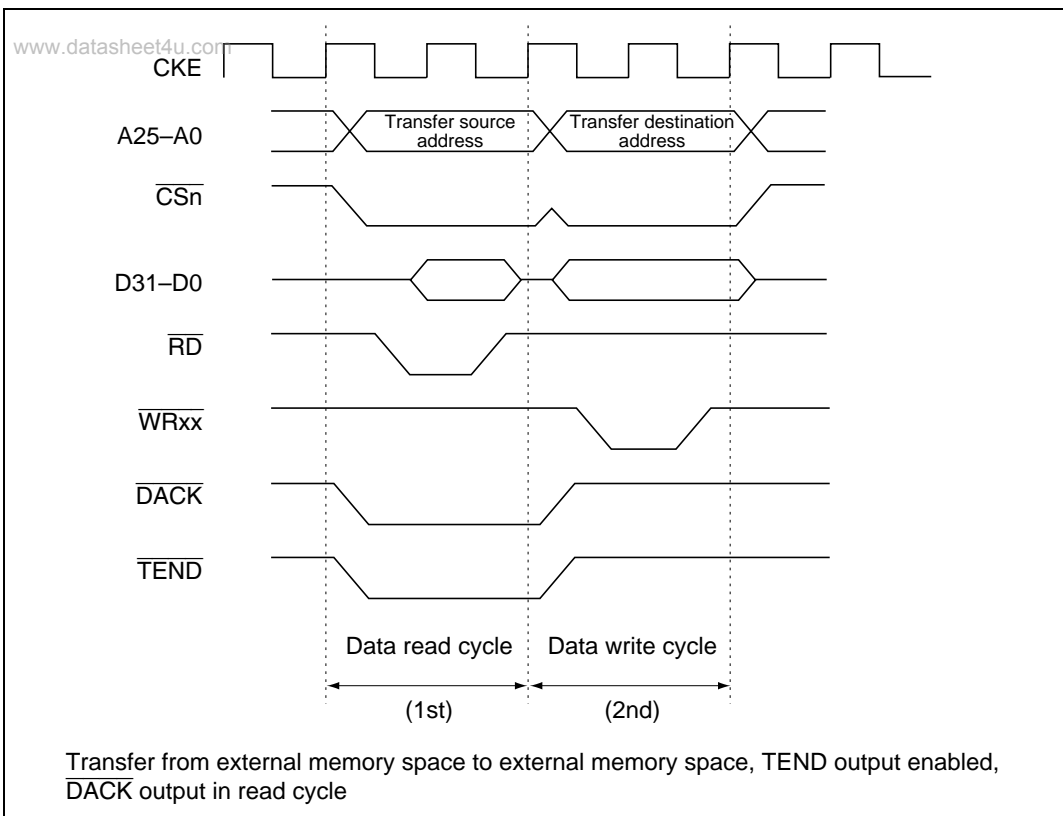 www.datasheet4u.com
CKE
A25–A0
Transfer source
address
Transfer destination
address
CSn
D31–D0
RD
WRxx
DACK
TEND
Data read cycle
Data write cycle
(1st)
(2nd)
Transfer from external memory space to external memory space, TEND output enabled,
DACK output in read cycle